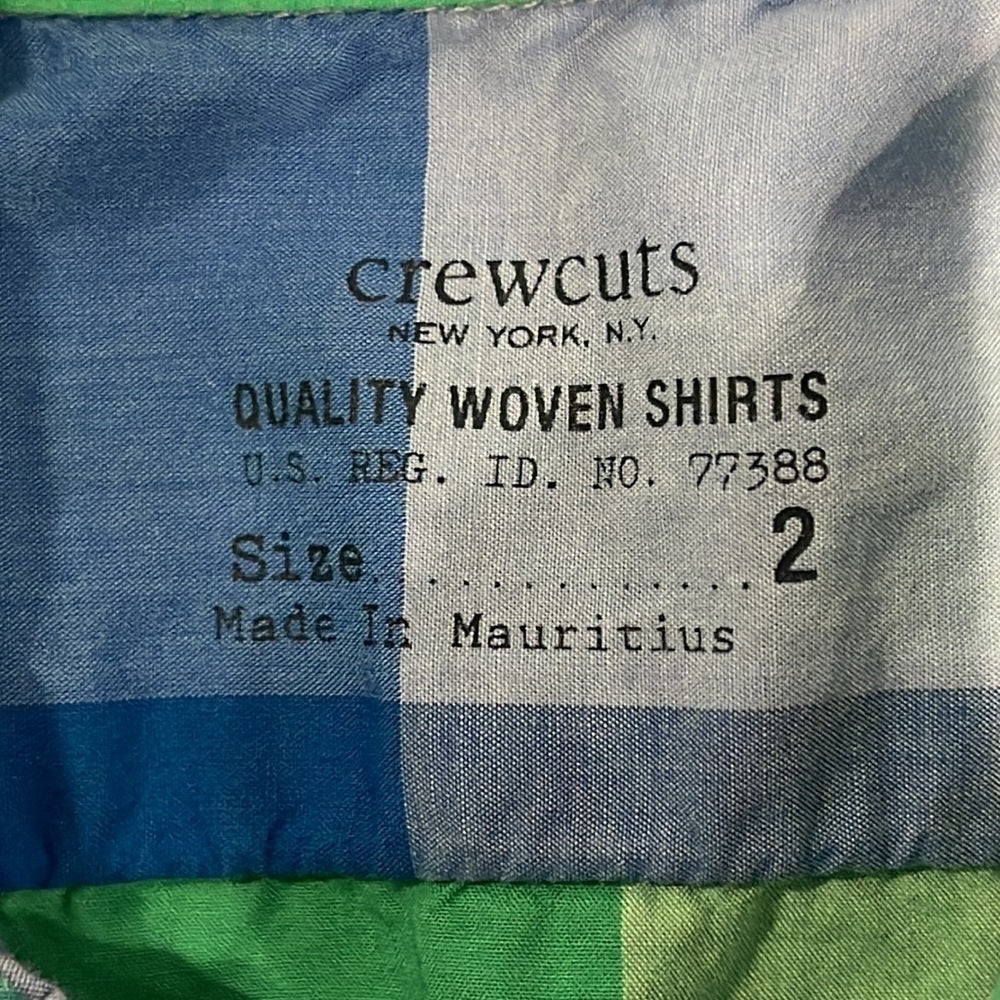 crewcuts
NEW YORK, N.Y.
QUALITY WOVEN SHIRTS
U.S. REG. ID. NO. 77388
Size. ............ 2
Made In Mauritius